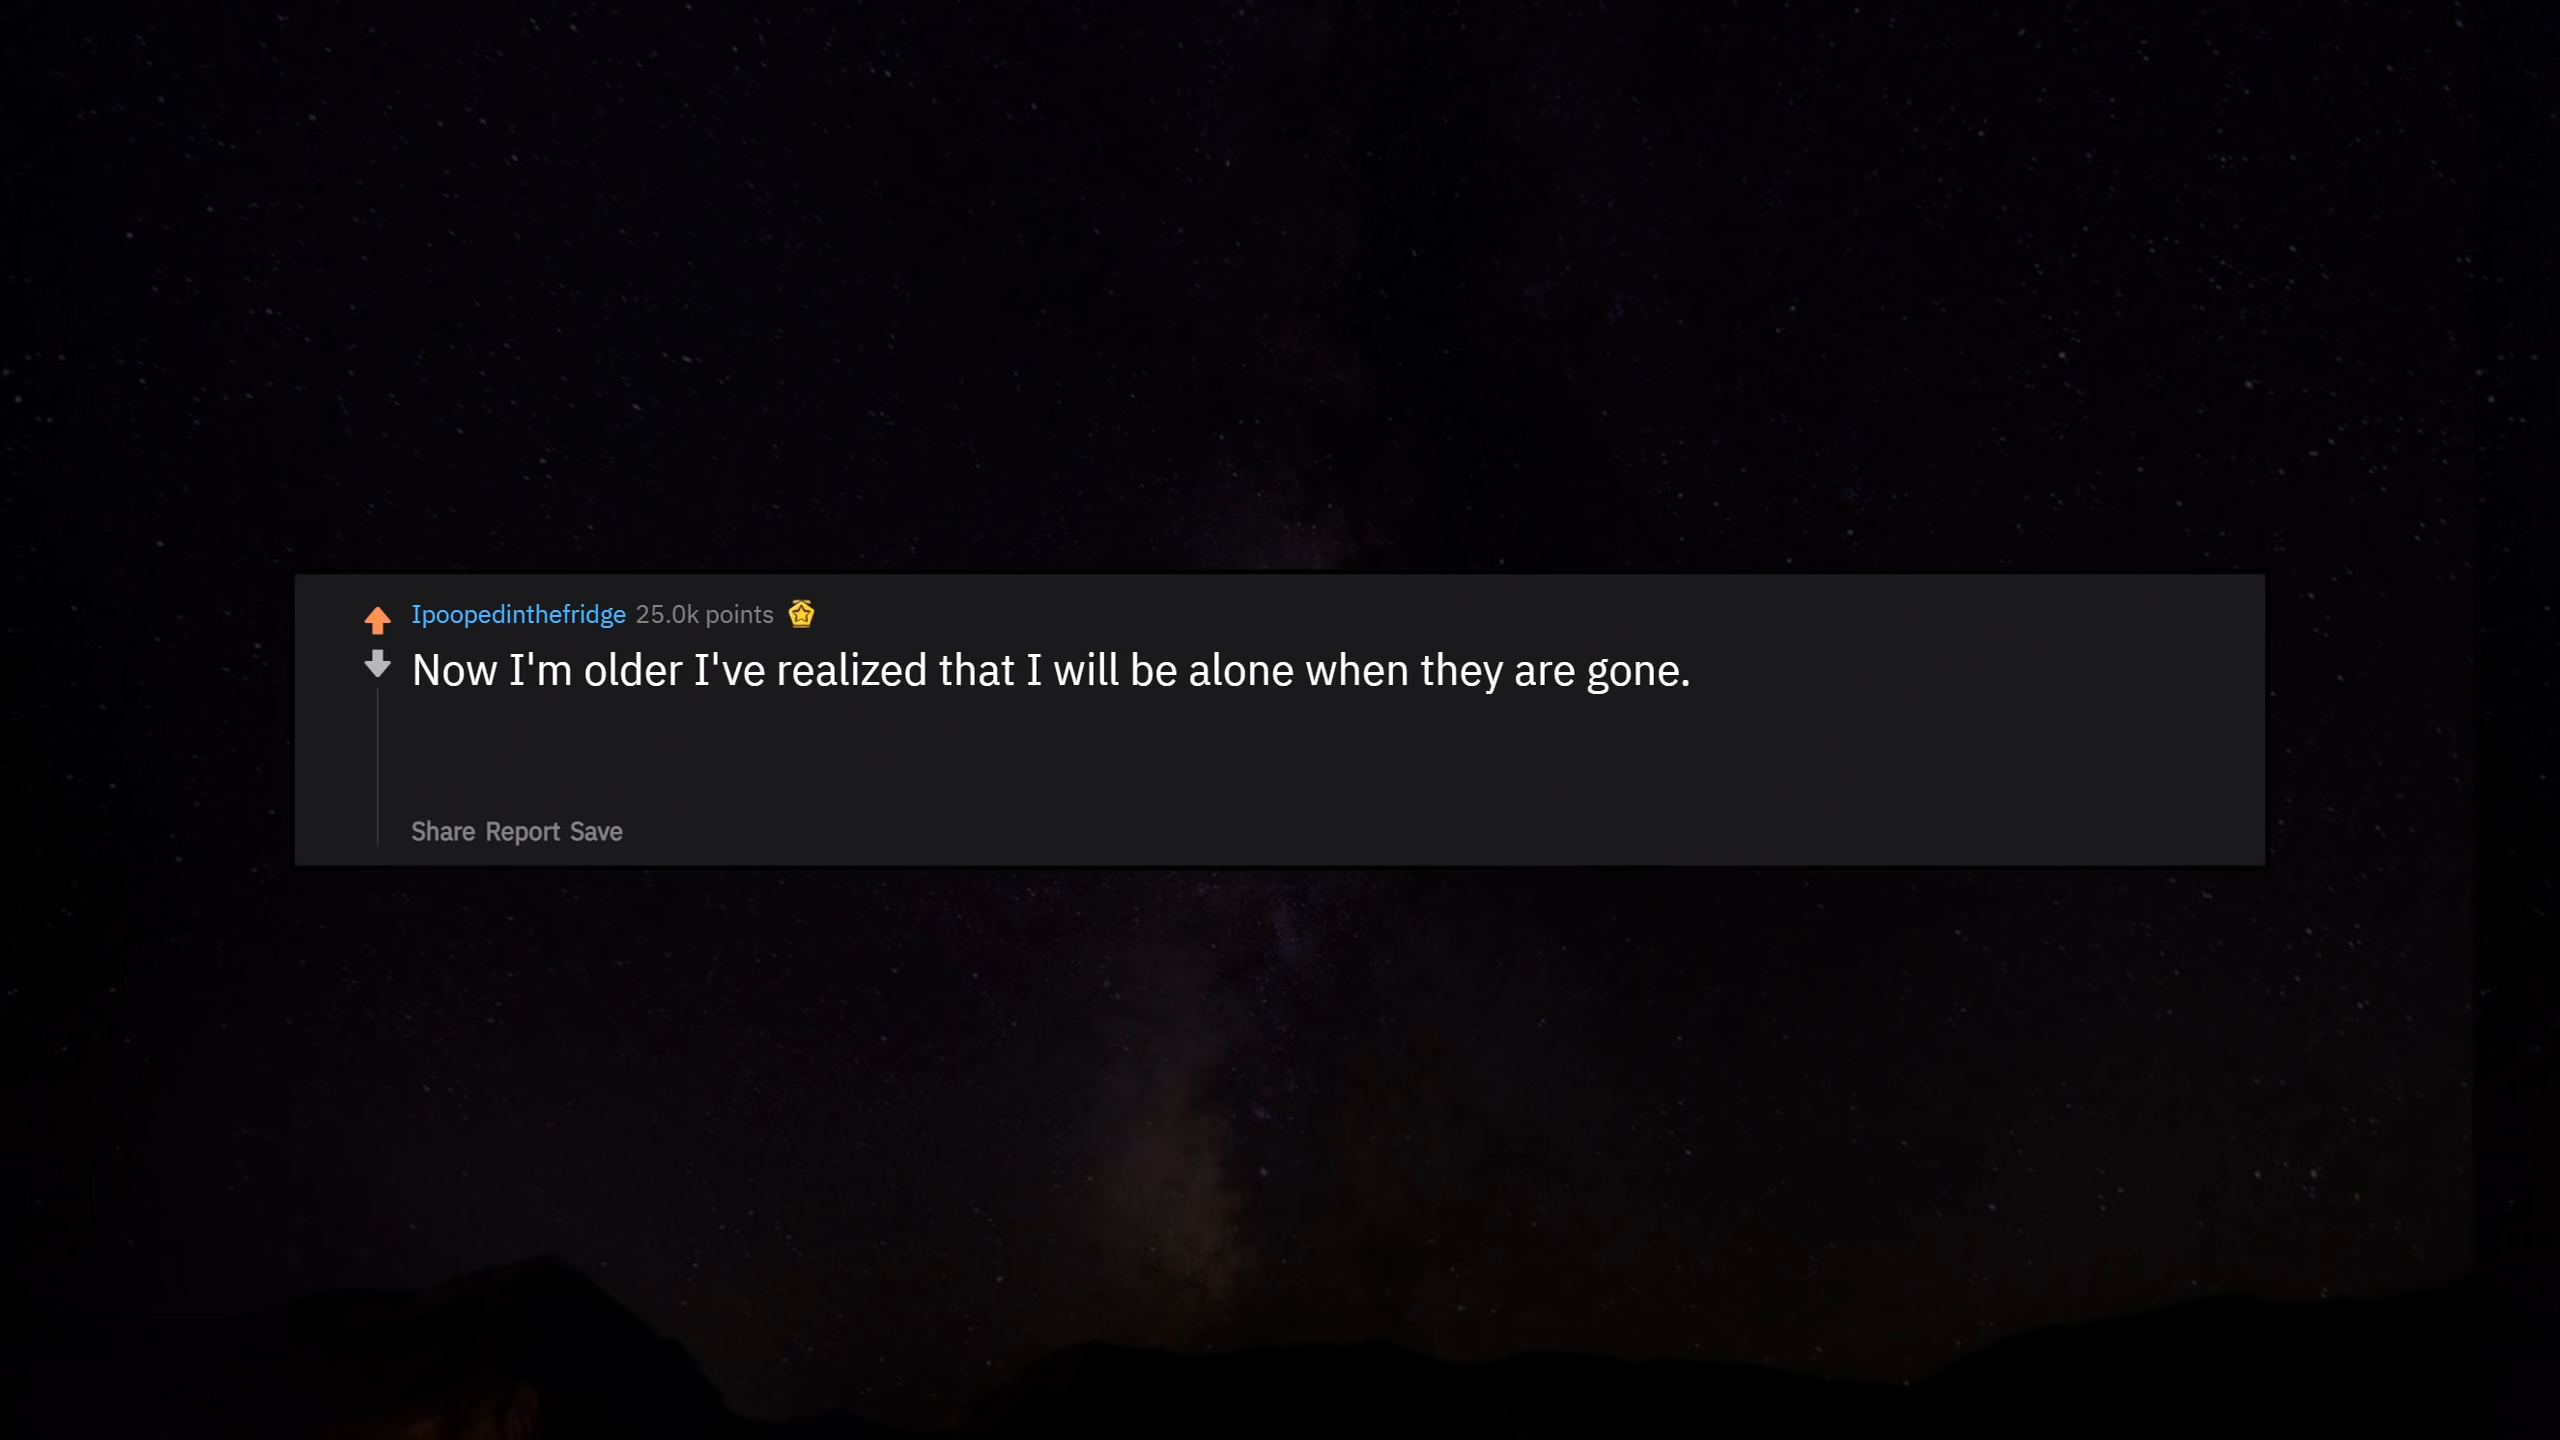 Ipoopedinthefridge 25.0k points
Now I'm older I've realized that I will be alone when they are gone.
Share Report Save